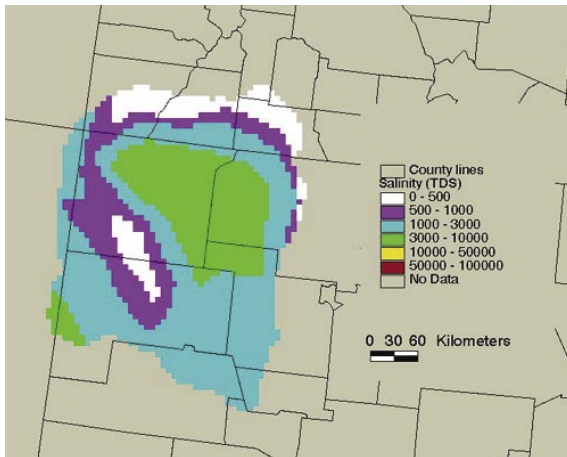 County lines
Salinity (TDS)
0 - 500
500 - 1000
1000 - 3000
3000 - 10000
10000 - 50000
50000 - 100000
No Data
0 30 60 Kilometers